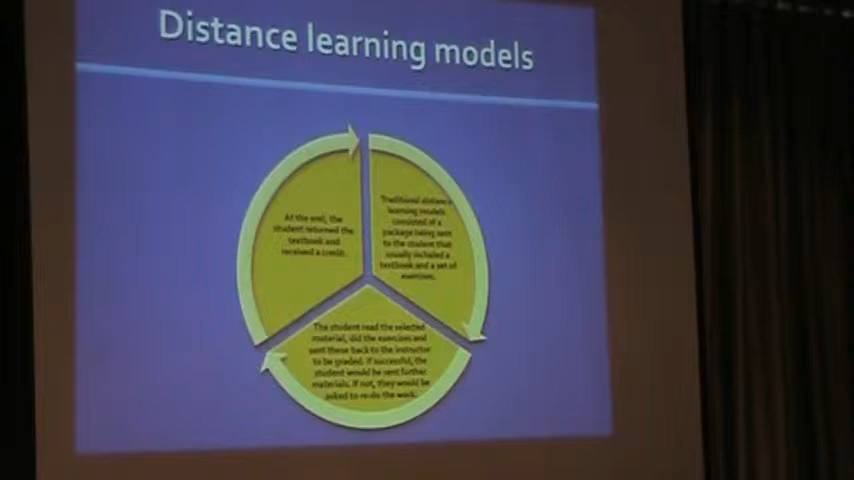 Distance learning models
Traditional distance
learning models
consisted of a
package being sent
to the student that
usually included a
textbook and a set of
exercises.
The student read the selected
material, did the exercises and
sent these back to the instructor
to be graded. If successful, the
student would be sent further
materials. If not, they would be
asked to re-do the work.
At the end, the
student returned the
textbook and
received a credit.